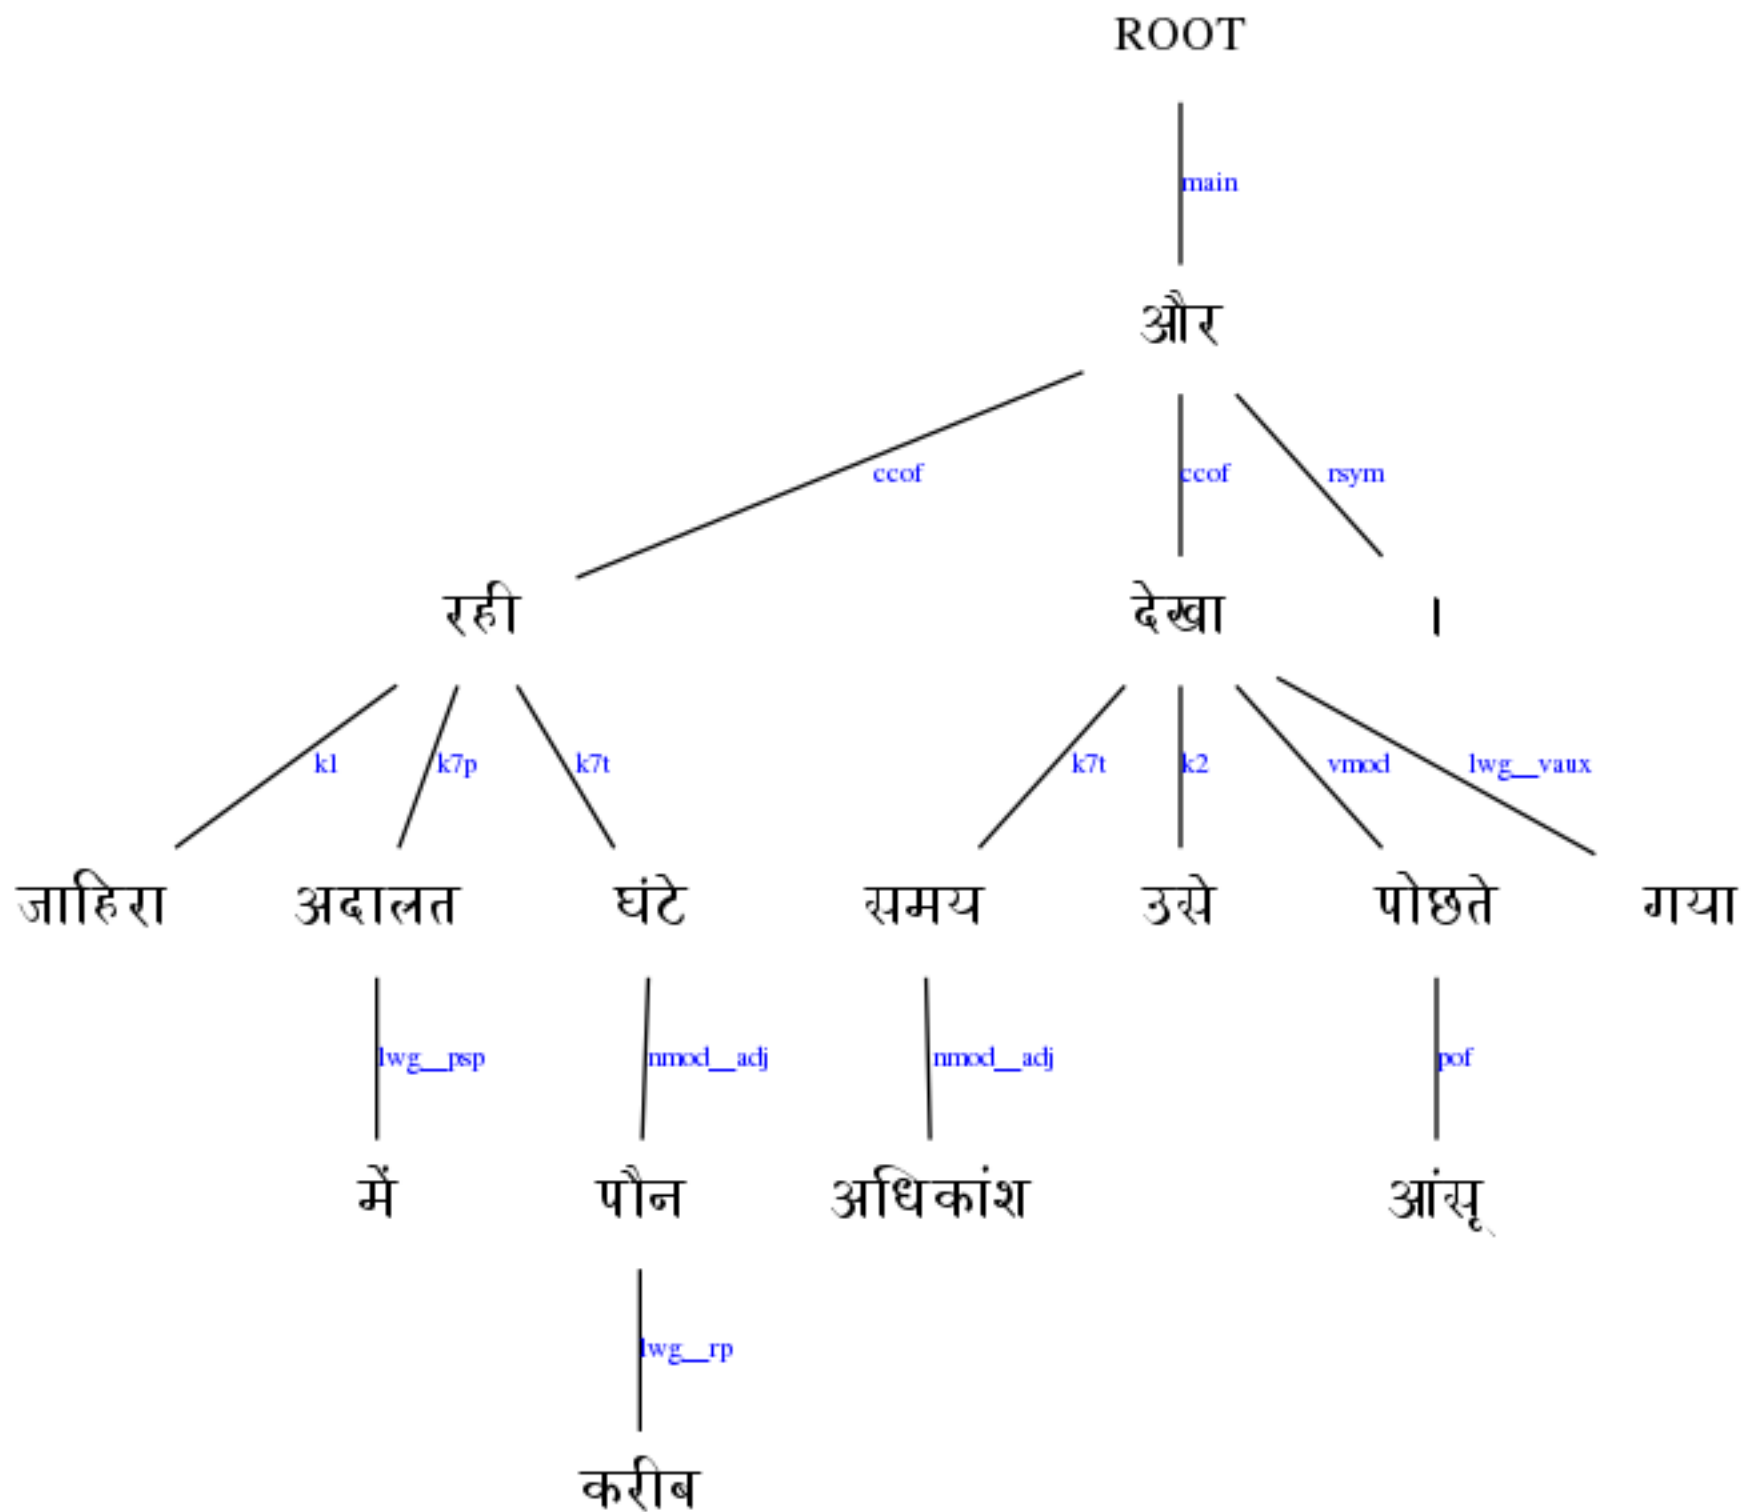 ROOT
main
और
ccof ccof rsym
रही देखा ।
k1 k7p k7t k7t k2 vmod lwg__vaux
जाहिरा अदालत घंटे समय उसे पोछते गया
lwg__psp nmod__adj nmod__adj pof
में पौन अधिकांश आंसू
lwg__rp
करीब